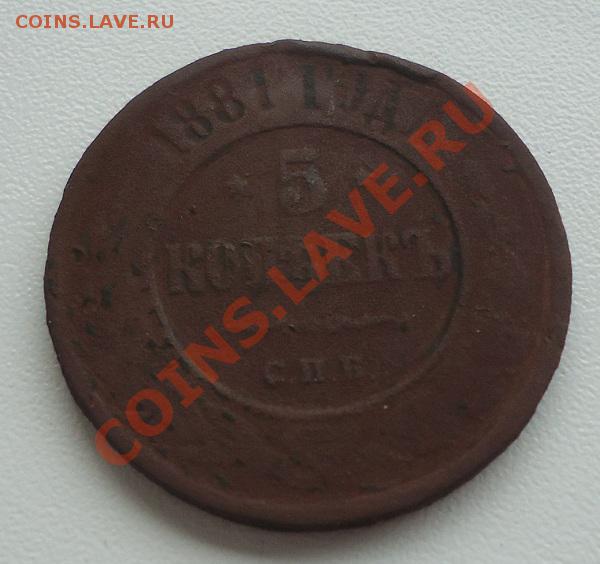 COINS.LAVE.RU
1881 ГОДА
5
КОПѢЕКЪ
С.П.Б.
COINS.LAVE.RU